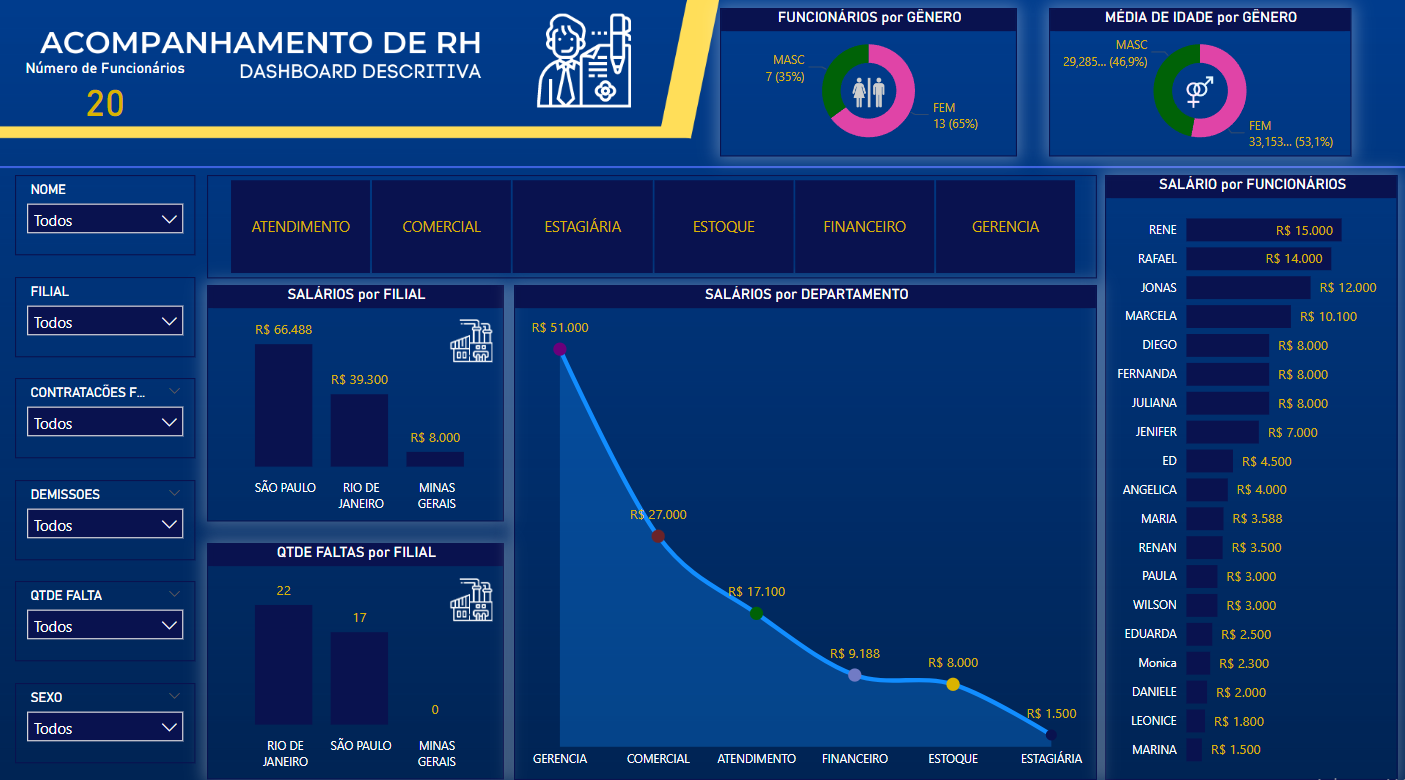 ACOMPANHAMENTO DE RH
Número de Funcionários
DASHBOARD DESCRITIVA
20
FUNCIONÁRIOS por GÊNERO
MASC
7 (35%)
FEM
13 (65%)
MÉDIA DE IDADE por GÊNERO
MASC
29,285... (46,9%)
FEM
33,153... (53,1%)
NOME
Todos
FILIAL
Todos
CONTRATACÕES F...
Todos
DEMISSOES
Todos
QTDE FALTA
Todos
SEXO
Todos
ATENDIMENTO
COMERCIAL
ESTAGIÁRIA
ESTOQUE
FINANCEIRO
GERENCIA
SALÁRIOS por FILIAL
R$ 66.488
R$ 39.300
R$ 8.000
SÃO PAULO
RIO DE
JANEIRO
MINAS
GERAIS
QTDE FALTAS por FILIAL
22
17
0
RIO DE
JANEIRO
SÃO PAULO
MINAS
GERAIS
SALÁRIOS por DEPARTAMENTO
R$ 51.000
R$ 27.000
R$ 17.100
R$ 9.188
R$ 8.000
R$ 1.500
GERENCIA
COMERCIAL
ATENDIMENTO
FINANCEIRO
ESTOQUE
ESTAGIÁRIA
SALÁRIO por FUNCIONÁRIOS
RENE R$ 15.000
RAFAEL R$ 14.000
JONAS R$ 12.000
MARCELA R$ 10.100
DIEGO R$ 8.000
FERNANDA R$ 8.000
JULIANA R$ 8.000
JENIFER R$ 7.000
ED R$ 4.500
ANGELICA R$ 4.000
MARIA R$ 3.588
RENAN R$ 3.500
PAULA R$ 3.000
WILSON R$ 3.000
EDUARDA R$ 2.500
Monica R$ 2.300
DANIELE R$ 2.000
LEONICE R$ 1.800
MARINA R$ 1.500